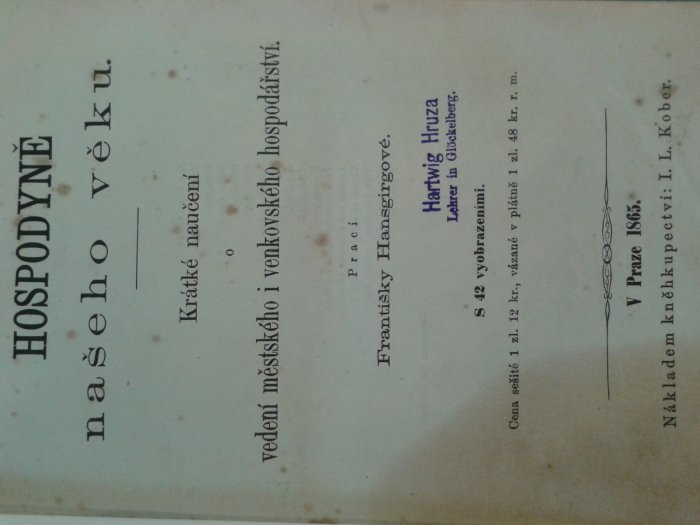 HOSPODYNĚ
našeho věku.
Krátké naučení
o
vedení městského i venkovského hospodářství.
Prací
Františky Hansgirgové.
Hartwig Hruza
Lehrer in Glöckelberg.
S 42 vyobrazeními.
Cena sešité 1 zl. 12 kr., vázané v plátně 1 zl. 48 kr. r. m.
V Praze 1865.
Nákladem kněhkupectví: I. L. Kober.